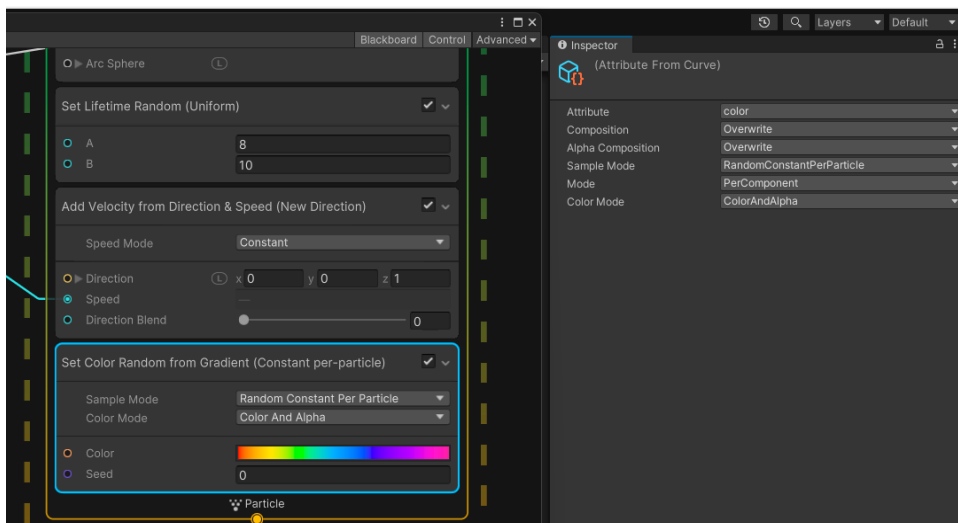 Layers Default
Blackboard Control Advanced
Inspector
(Attribute From Curve)
Arc Sphere L
Set Lifetime Random (Uniform)
A 8
B 10
Add Velocity from Direction & Speed (New Direction)
Speed Mode Constant
Direction L x 0 y 0 z 1
Speed —
Direction Blend 0
Set Color Random from Gradient (Constant per-particle)
Sample Mode Random Constant Per Particle
Color Mode Color And Alpha
Color
Seed 0
Particle
Attribute color
Composition Overwrite
Alpha Composition Overwrite
Sample Mode RandomConstantPerParticle
Mode PerComponent
Color Mode ColorAndAlpha